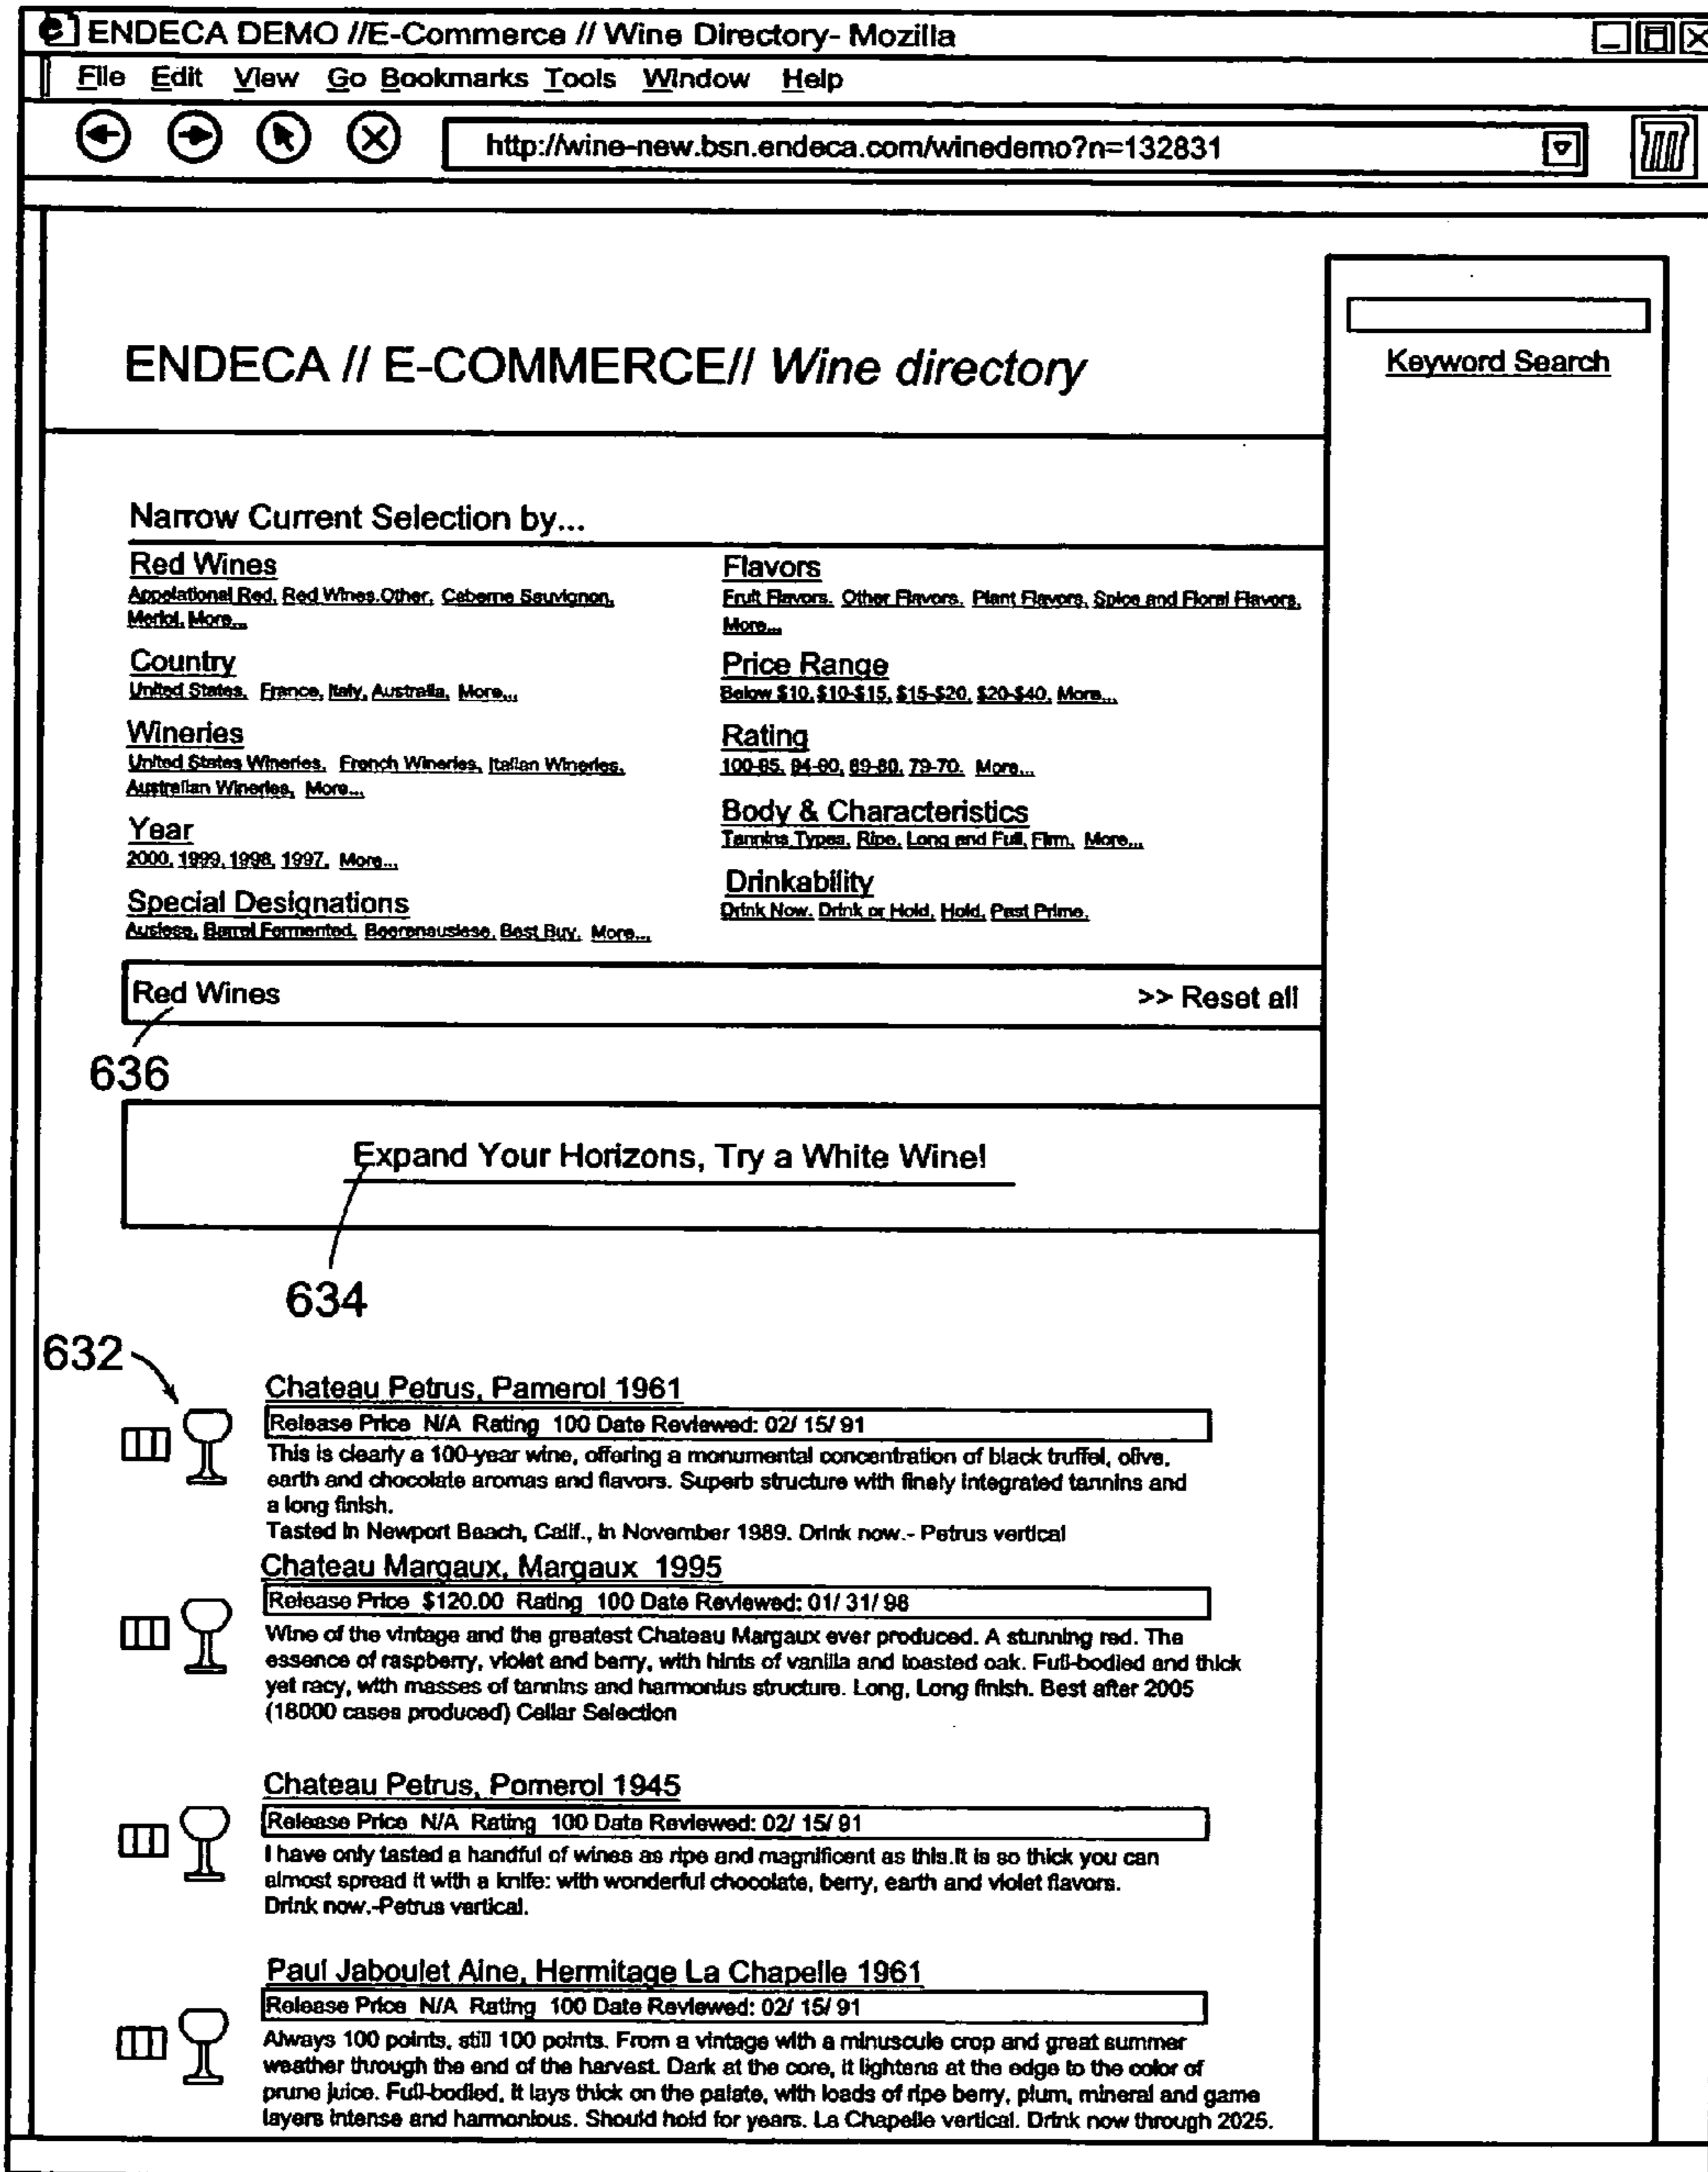 ENDECA DEMO //E-Commerce // Wine Directory- Mozilla
File Edit View Go Bookmarks Tools Window Help
http://wine-new.bsn.endeca.com/winedemo?n=132831
ENDECA // E-COMMERCE// Wine directory
Keyword Search
Narrow Current Selection by...
Red Wines
Appelational Red, Red Wines.Other, Caberne Sauvignon,
Merlot, More...
Country
United States, France, Italy, Australia, More...
Wineries
United States Wineries, French Wineries, Italian Wineries,
Australian Wineries, More...
Year
2000, 1999, 1998, 1997, More...
Special Designations
Auslese, Barrel Fermented, Beerenauslese, Best Buy, More...
Flavors
Fruit Flavors. Other Flavors. Plant Flavors, Spice and Floral Flavors,
More...
Price Range
Below $10, $10-$15, $15-$20, $20-$40, More...
Rating
100-95, 94-90, 89-80, 79-70. More...
Body & Characteristics
Tannins Types, Ripe, Long and Full, Firm, More...
Drinkability
Drink Now. Drink or Hold, Hold, Past Prime.
Red Wines >> Reset all
636
Expand Your Horizons, Try a White Wine!
634
632
Chateau Petrus, Pamerol 1961
Release Price N/A Rating 100 Date Reviewed: 02/ 15/ 91
This is clearly a 100-year wine, offering a monumental concentration of black truffel, olive,
earth and chocolate aromas and flavors. Superb structure with finely integrated tannins and
a long finish.
Tasted in Newport Beach, Calif., in November 1989. Drink now.- Petrus vertical
Chateau Margaux, Margaux 1995
Release Price $120.00 Rating 100 Date Reviewed: 01/ 31/ 98
Wine of the vintage and the greatest Chateau Margaux ever produced. A stunning red. The
essence of raspberry, violet and berry, with hints of vanilla and toasted oak. Full-bodied and thick
yet racy, with masses of tannins and harmonius structure. Long, Long finish. Best after 2005
(18000 cases produced) Cellar Selection
Chateau Petrus, Pomerol 1945
Release Price N/A Rating 100 Date Reviewed: 02/ 15/ 91
I have only tasted a handful of wines as ripe and magnificent as this.It is so thick you can
almost spread it with a knife: with wonderful chocolate, berry, earth and violet flavors.
Drink now.-Petrus vertical.
Paul Jaboulet Aine, Hermitage La Chapelle 1961
Release Price N/A Rating 100 Date Reviewed: 02/ 15/ 91
Always 100 points, still 100 points. From a vintage with a minuscule crop and great summer
weather through the end of the harvest. Dark at the core, it lightens at the edge to the color of
prune juice. Full-bodied, it lays thick on the palate, with loads of ripe berry, plum, mineral and game
layers intense and harmonious. Should hold for years. La Chapelle vertical. Drink now through 2025.